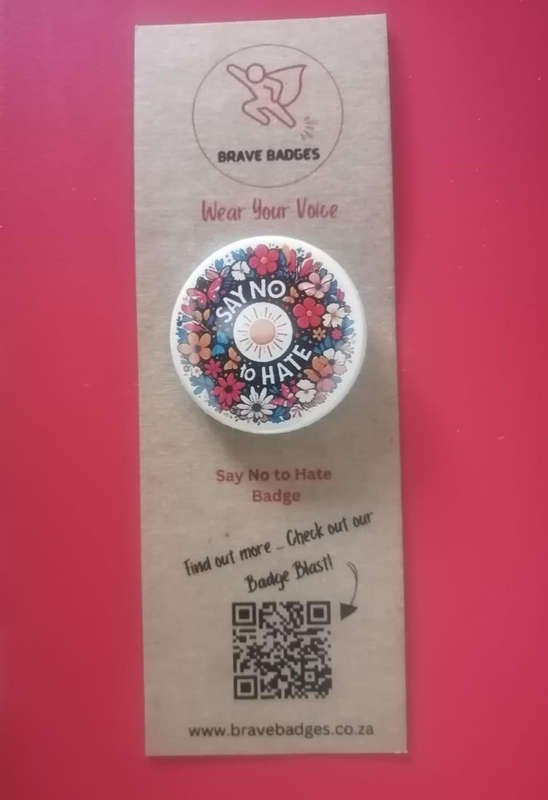 BRAVE BADGES
Wear Your Voice
SAY NO
to HATE
Say No to Hate
Badge
Find out more ... Check out our
Badge Blast!
www.bravebadges.co.za